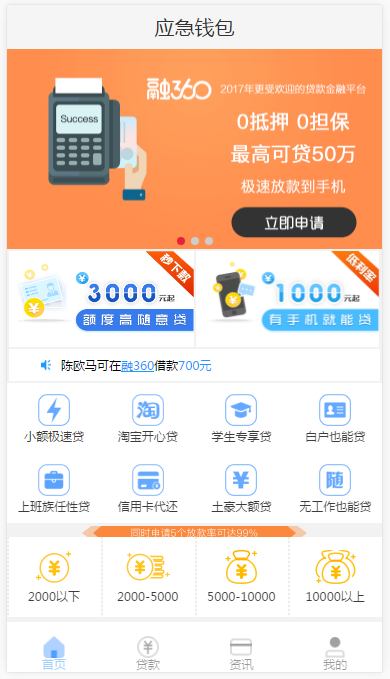 应急钱包
融360 2017年更受欢迎的贷款金融平台
Success
0抵押 0担保
最高可贷50万
极速放款到手机
立即申请
秒下款
¥3000元起
额度高随意贷
低利率
¥1000元起
有手机就能贷
陈欧马可在融360借款700元
小额极速贷 淘宝开心贷 学生专享贷 白户也能贷
淘 ¥ 随
上班族任性贷 信用卡代还 土豪大额贷 无工作也能贷
同时申请5个放款率可达99%
2000以下 2000-5000 5000-10000 10000以上
首页 贷款 资讯 我的